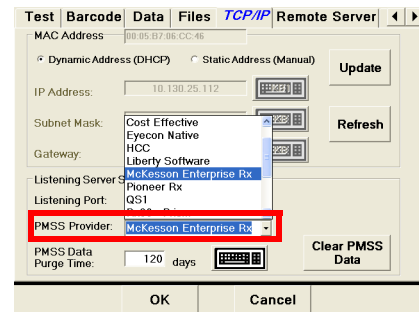 Test Barcode Data Files TCP/IP Remote Server
MAC Address 00:05:B7:06:CC:46
Dynamic Address (DHCP) Static Address (Manual)
Update
IP Address: 10.130.25.112
Subnet Mask:
Refresh
Gateway:
Cost Effective
Eyecon Native
HCC
Liberty Software
McKesson Enterprise Rx
Pioneer Rx
QS1
Listening Server S
Listening Port:
PMSS Provider: McKesson Enterprise Rx
PMSS Data
Purge Time: 120 days
Clear PMSS
Data
OK Cancel